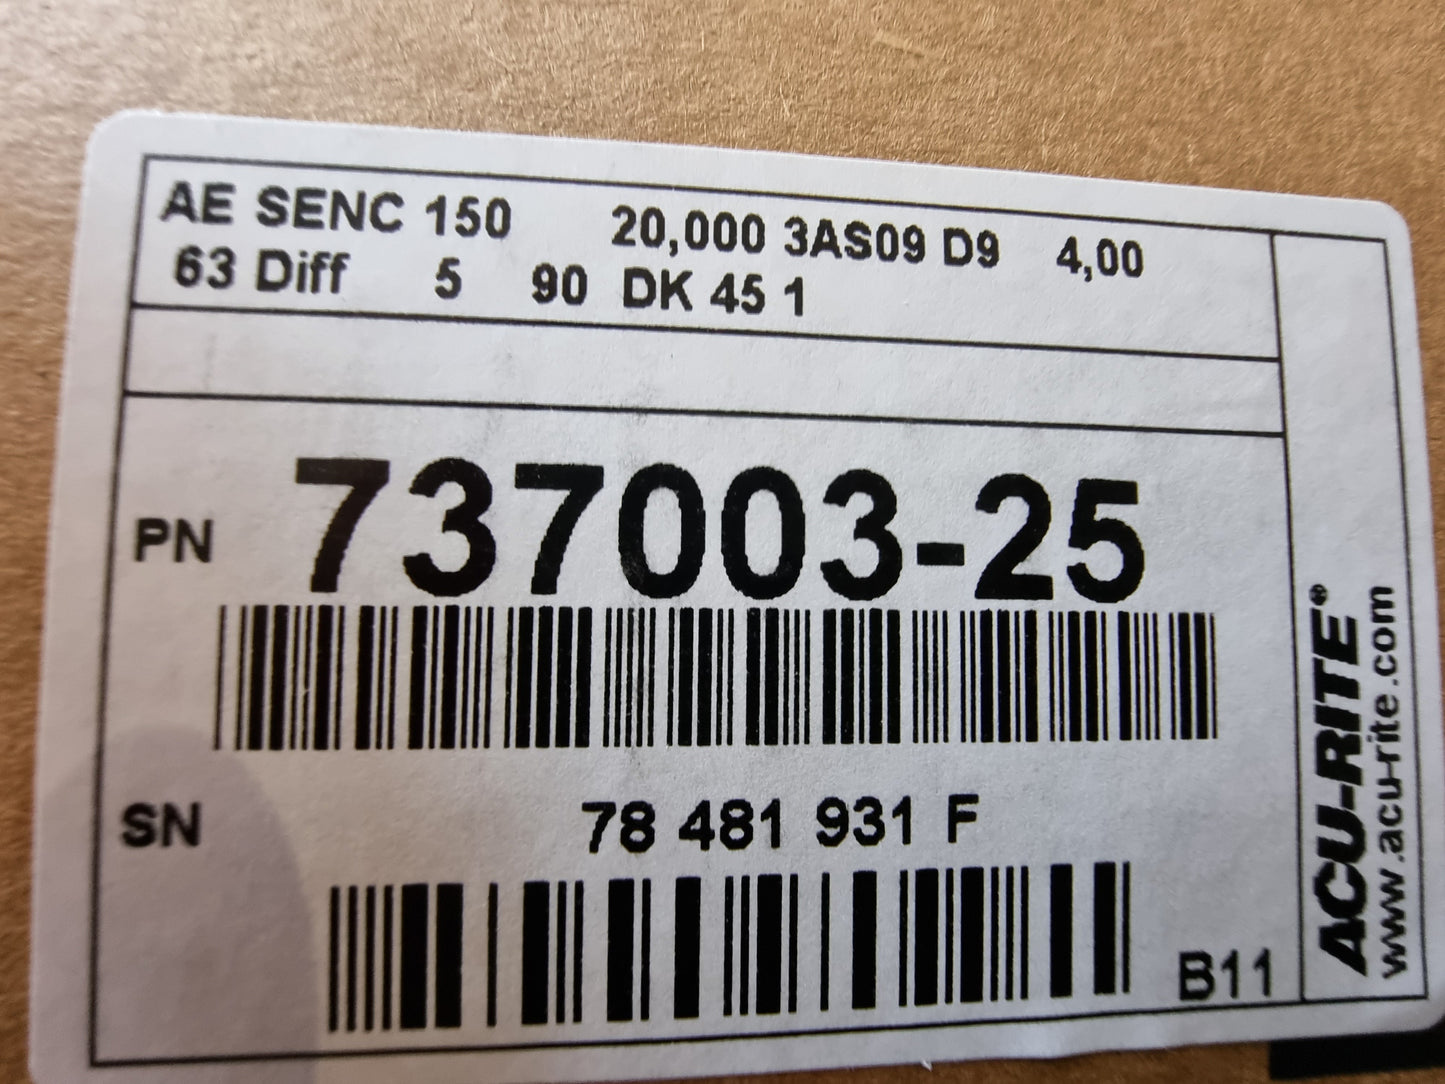 AE SENC 150 20,000 3AS09 D9 4,00
63 Diff 5 90 DK 45 1
PN 737003-25
SN 78 481 931 F
B11
ACU-RITE®
www.acu-rite.com